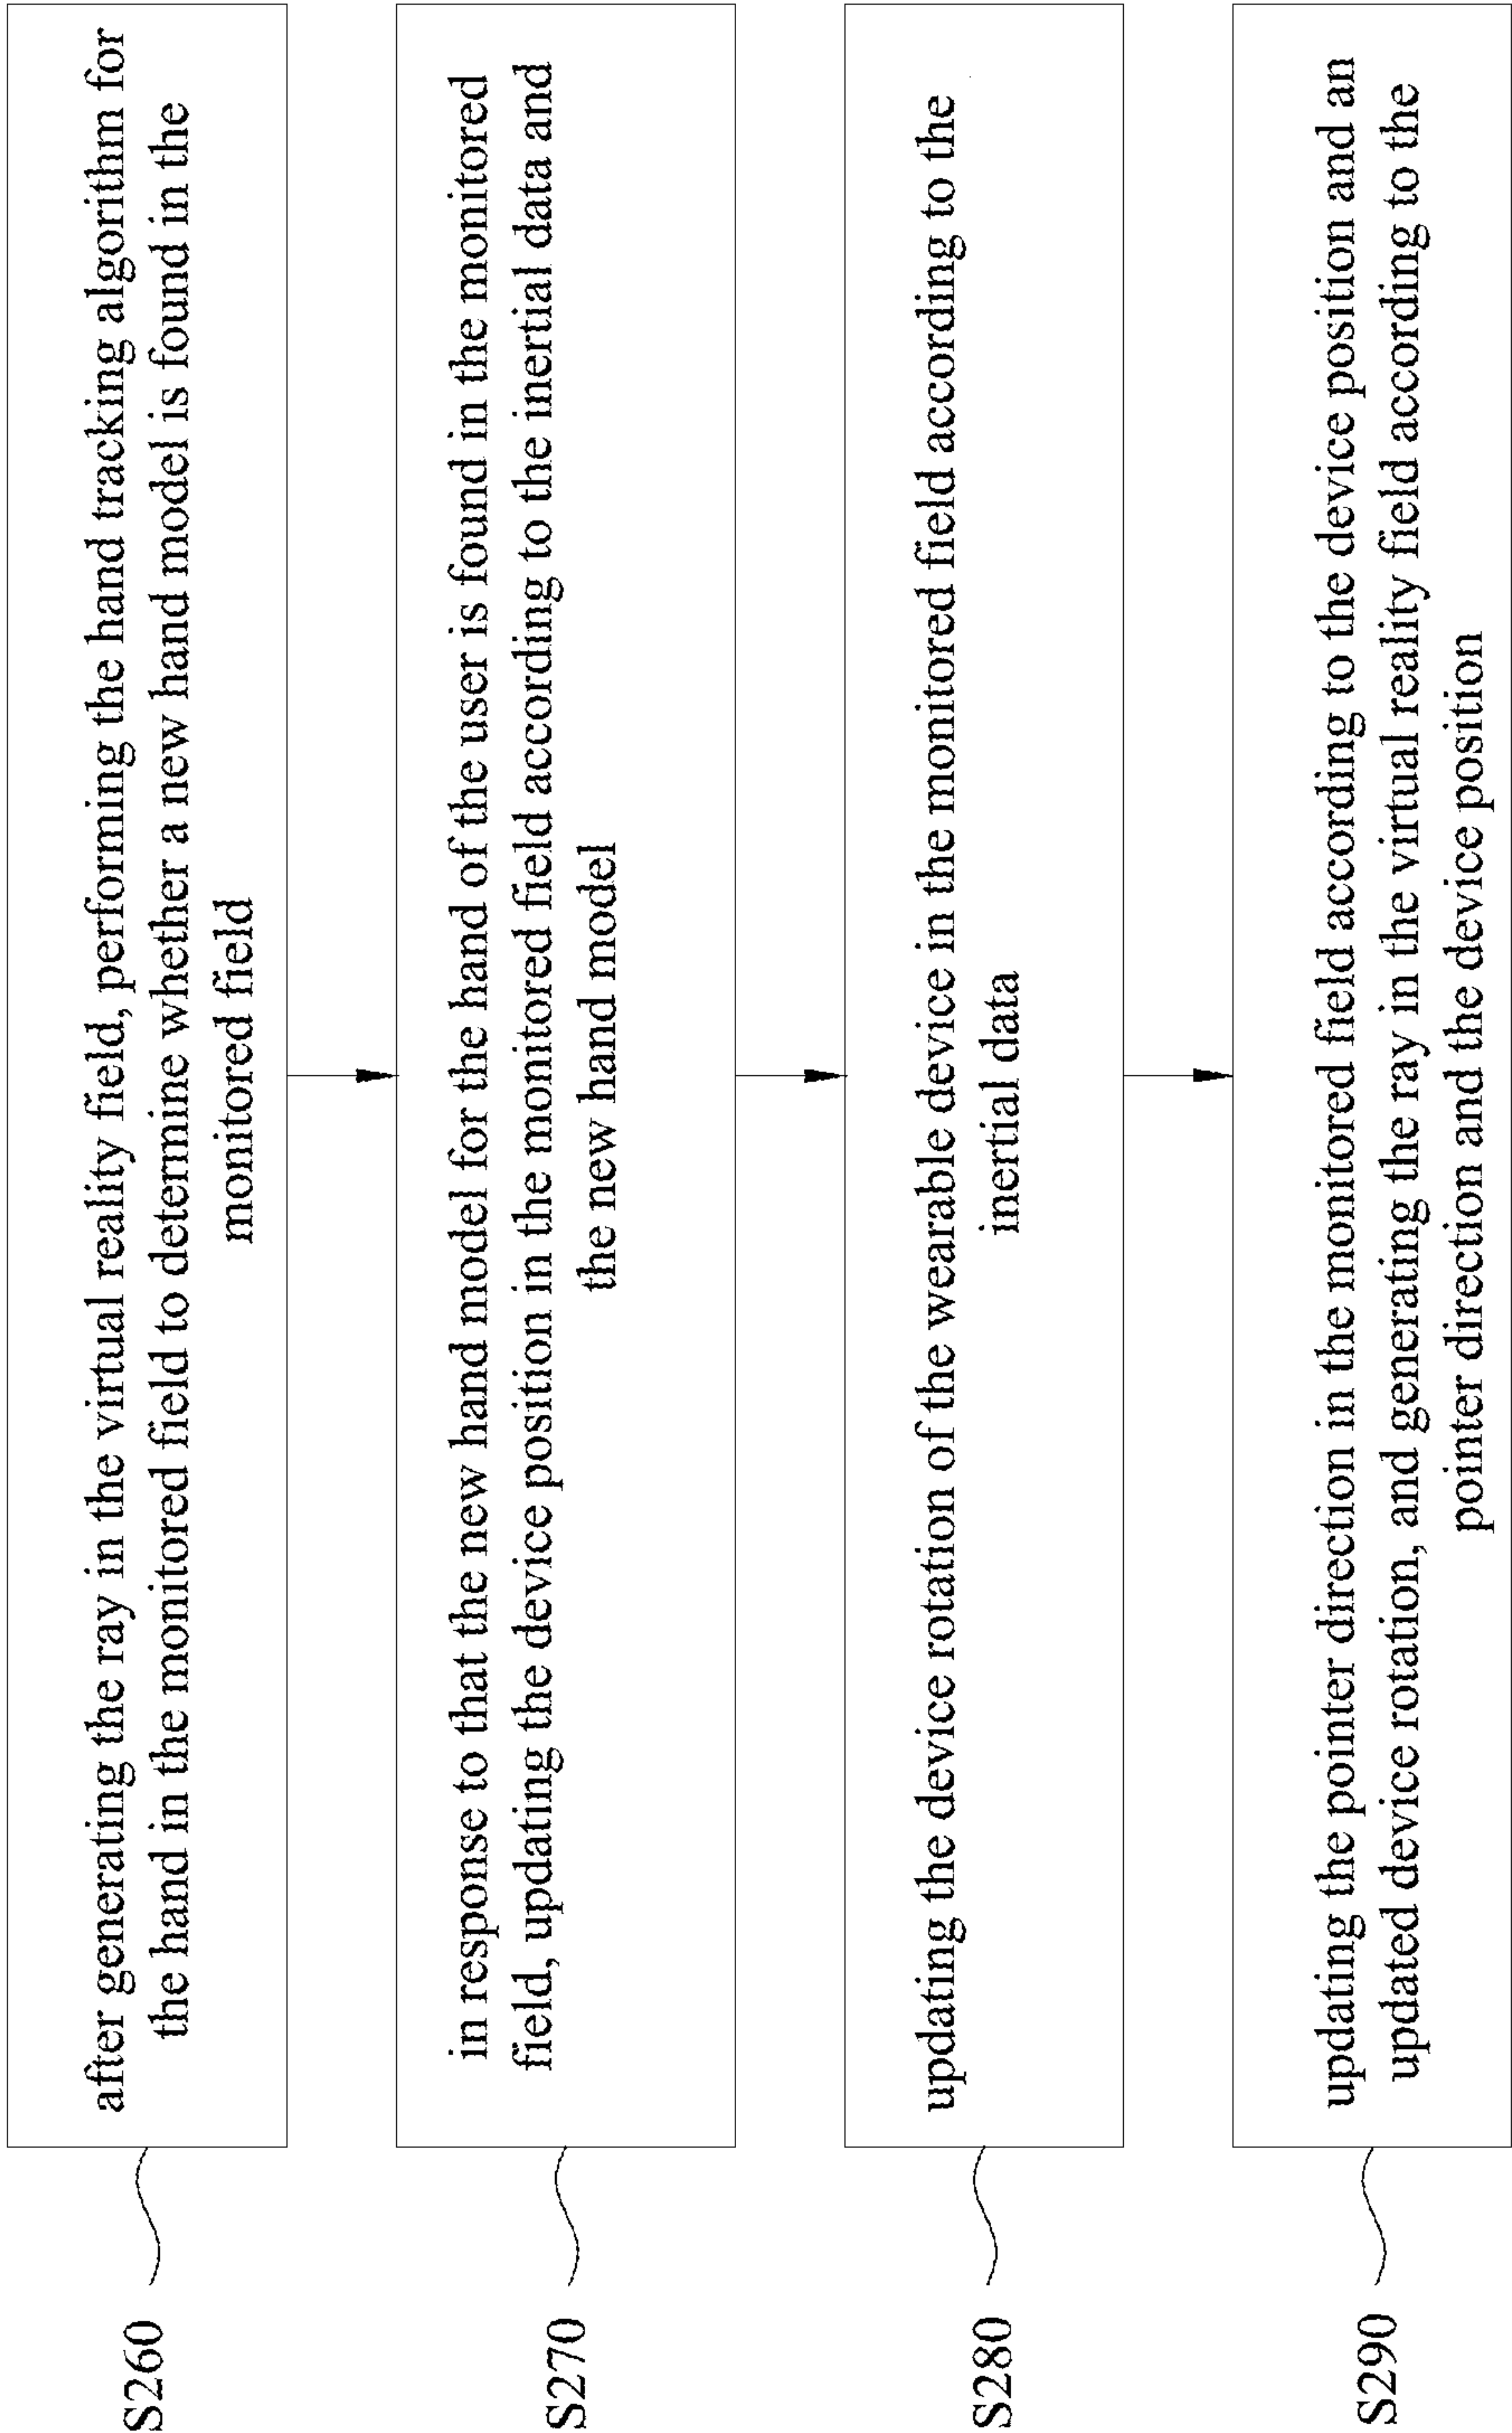 S260
after generating the ray in the virtual reality field, performing the hand tracking algorithm for
the hand in the monitored field to determine whether a new hand model is found in the
monitored field
S270
in response to that the new hand model for the hand of the user is found in the monitored
field, updating the device position in the monitored field according to the inertial data and
the new hand model
S280
updating the device rotation of the wearable device in the monitored field according to the
inertial data
S290
updating the pointer direction in the monitored field according to the device position and an
updated device rotation, and generating the ray in the virtual reality field according to the
pointer direction and the device position